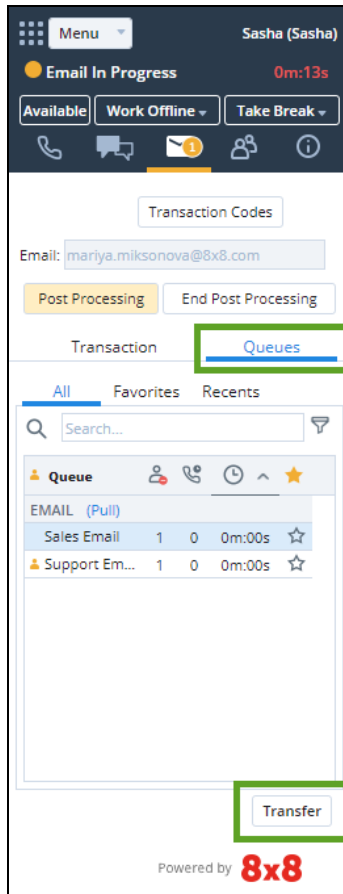 Menu Sasha (Sasha)
Email In Progress 0m:13s
Available Work Offline Take Break
1
Transaction Codes
Email: mariya.miksonova@8x8.com
Post Processing End Post Processing
Transaction Queues
All Favorites Recents
Search...
Queue
EMAIL (Pull)
Sales Email 1 0 0m:00s
Support Em... 1 0 0m:00s
Transfer
Powered by 8x8